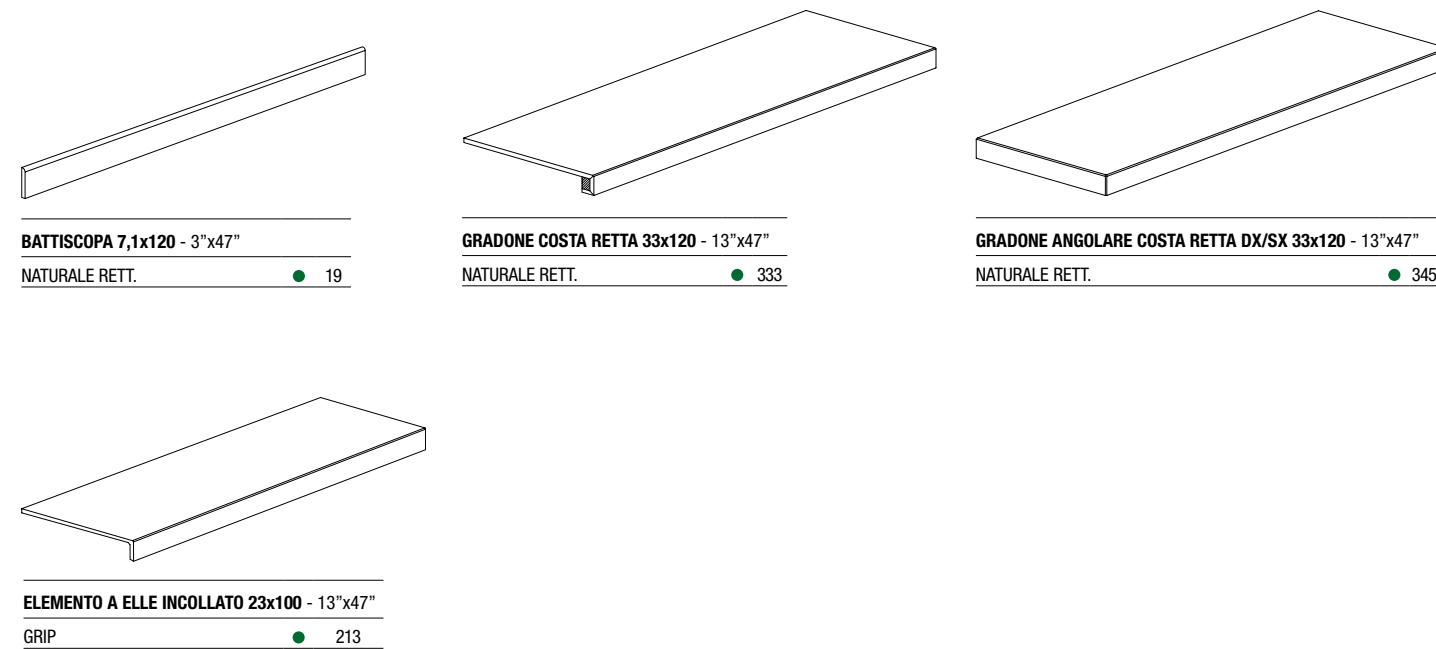 BATTISCOPA 7,1x120 - 3”x47”
NATURALE RETT. ● 19
GRADONE COSTA RETTA 33x120 - 13”x47”
NATURALE RETT. ● 333
GRADONE ANGOLARE COSTA RETTA DX/SX 33x120 - 13”x47”
NATURALE RETT. ● 345
ELEMENTO A ELLE INCOLLATO 23x100 - 13”x47”
GRIP ● 213